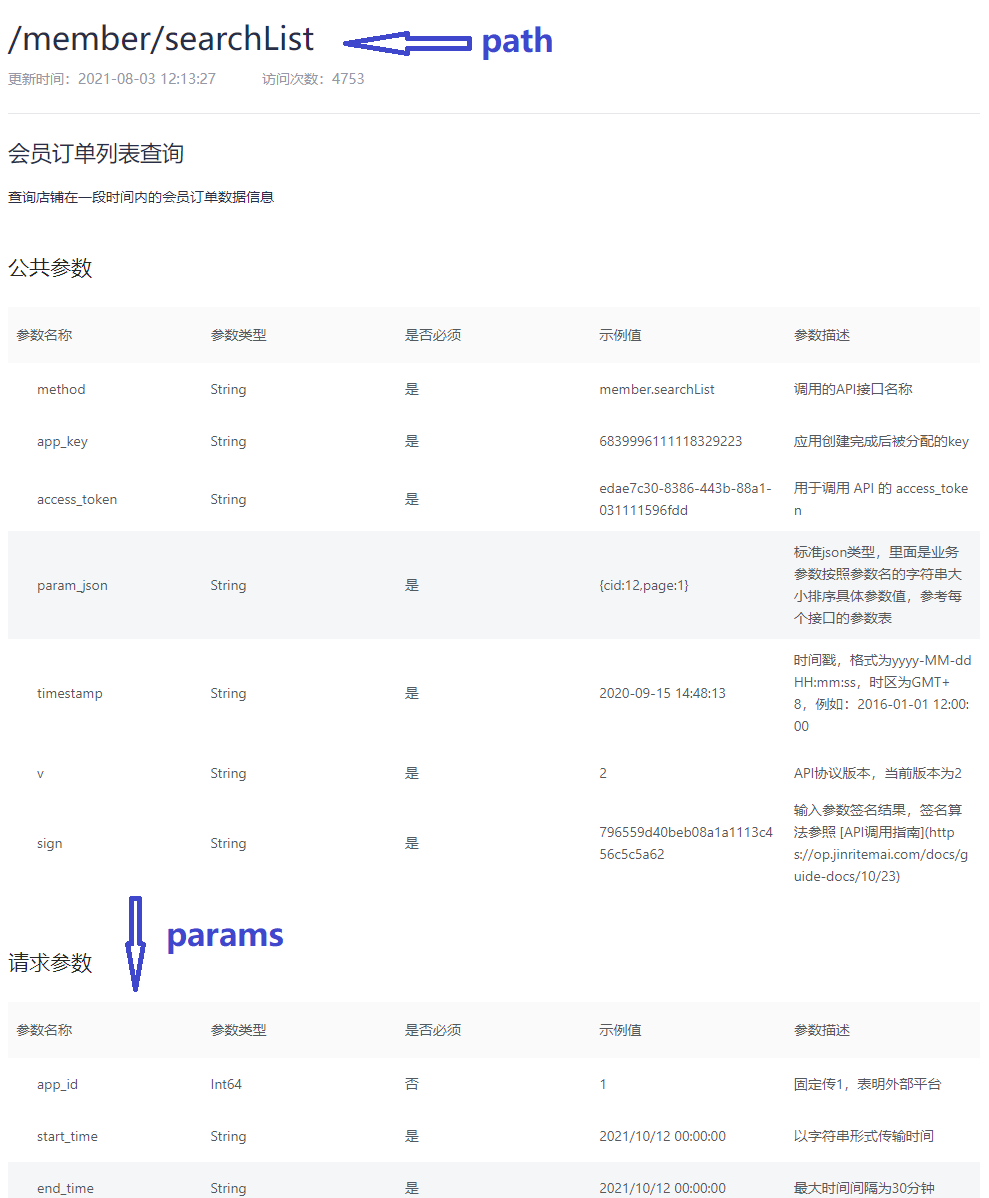 /member/searchList
path
更新时间：2021-08-03 12:13:27 访问次数：4753
会员订单列表查询
查询店铺在一段时间内的会员订单数据信息
公共参数
参数名称 参数类型 是否必须 示例值 参数描述
method String 是 member.searchList 调用的API接口名称
app_key String 是 6839996111118329223 应用创建完成后被分配的key
access_token String 是 edae7c30-8386-443b-88a1-
031111596fdd
用于调用 API 的 access_toke
n
param_json String 是 {cid:12,page:1}
标准json类型，里面是业务
参数按照参数名的字符串大
小排序具体参数值，参考每
个接口的参数表
timestamp String 是 2020-09-15 14:48:13
时间戳，格式为yyyy-MM-dd
HH:mm:ss，时区为GMT+
8，例如：2016-01-01 12:00:
00
v String 是 2 API协议版本，当前版本为2
sign String 是 796559d40beb08a1a1113c4
56c5c5a62
输入参数签名结果，签名算
法参照 [API调用指南](http
s://op.jinritemai.com/docs/g
uide-docs/10/23)
params
请求参数
参数名称 参数类型 是否必须 示例值 参数描述
app_id Int64 否 1 固定传1，表明外部平台
start_time String 是 2021/10/12 00:00:00 以字符串形式传输时间
end_time String 是 2021/10/12 00:00:00 最大时间间隔为30分钟